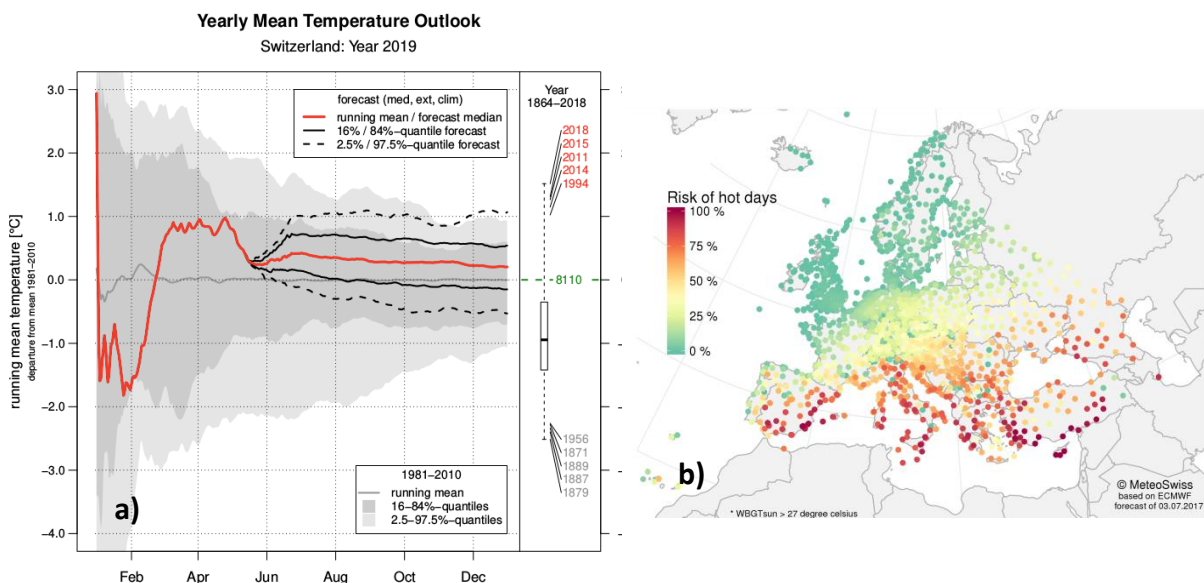 Yearly Mean Temperature Outlook
Switzerland: Year 2019
running mean temperature [°C]
departure from mean 1981–2010
3.0
2.0
1.0
0.0
−1.0
−2.0
−3.0
−4.0
Feb
Apr
Jun
Aug
Oct
Dec
forecast (med, ext, clim)
running mean / forecast median
16% / 84%−quantile forecast
2.5% / 97.5%−quantile forecast
1981−2010
running mean
16−84%−quantiles
2.5−97.5%−quantiles
a)
Year
1864−2018
2018
2015
2011
2014
1994
8110
1956
1871
1889
1887
1879
Risk of hot days
100 %
75 %
50 %
25 %
0 %
b)
* WBGTsun > 27 degree celsius
© MeteoSwiss
based on ECMWF
forecast of 03.07.2017